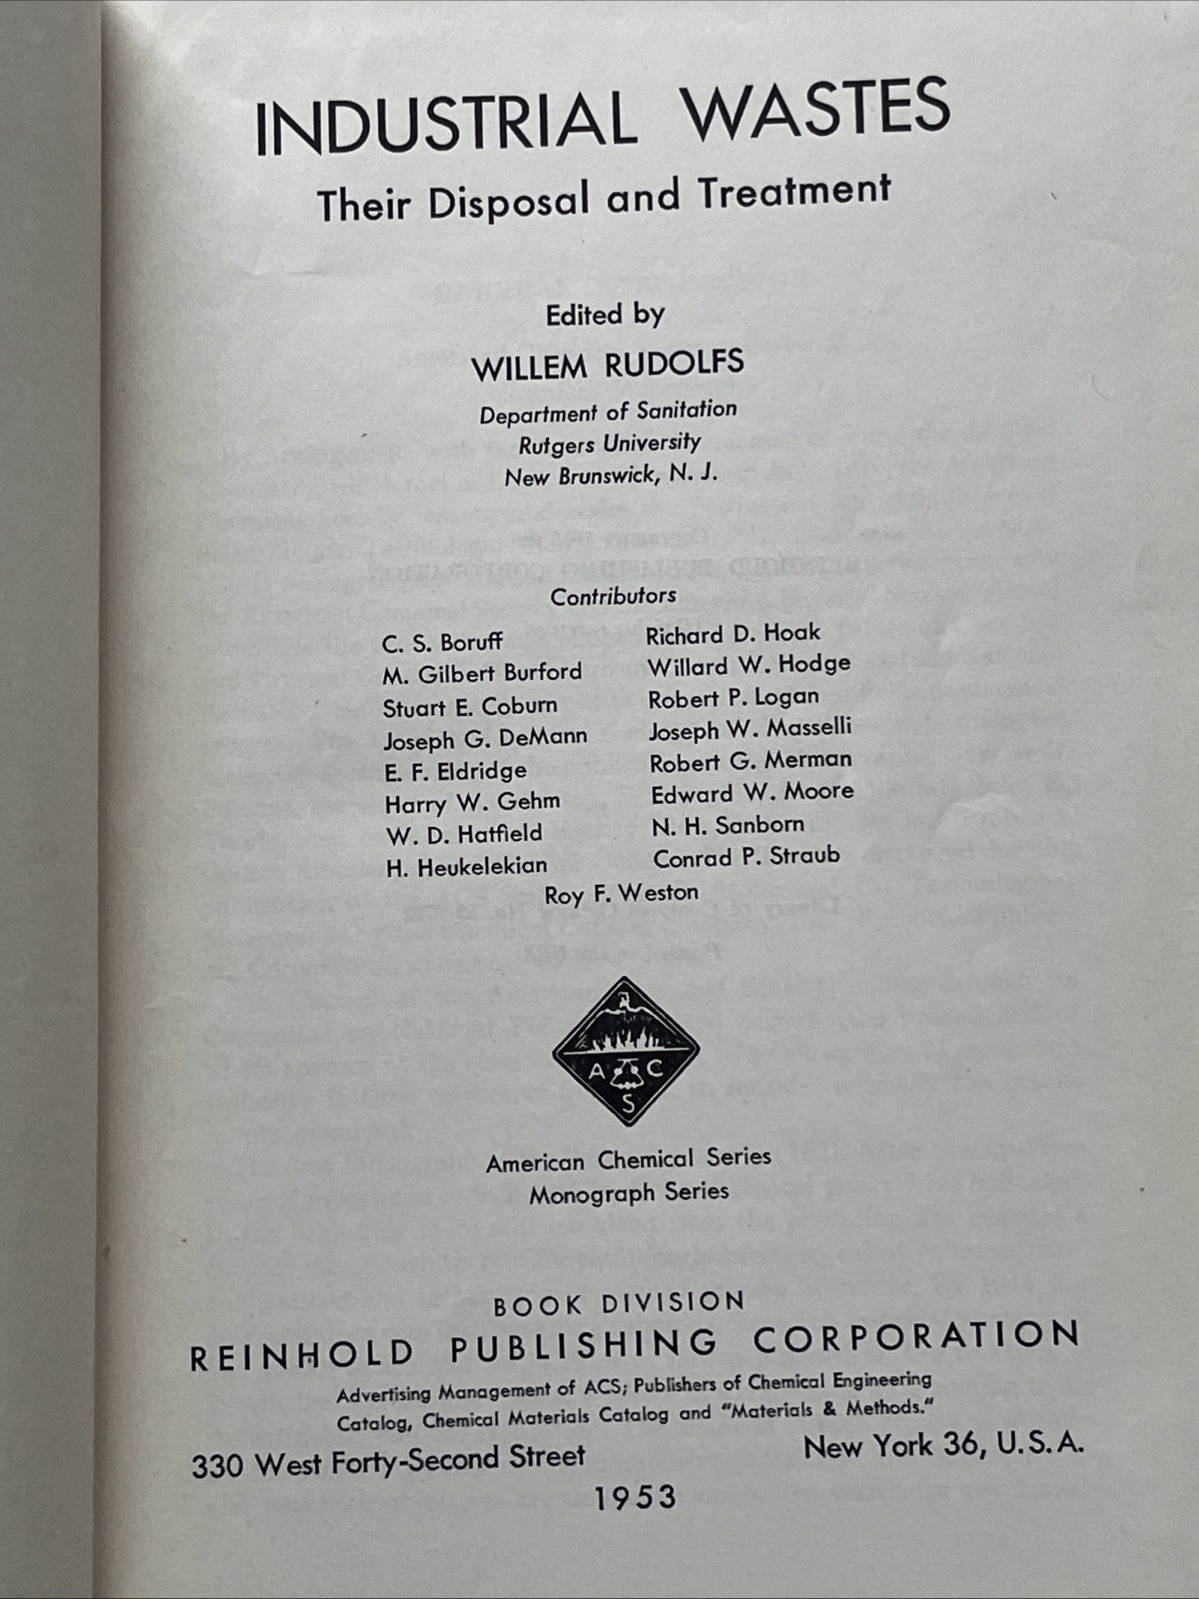 INDUSTRIAL WASTES
Their Disposal and Treatment
Edited by
WILLEM RUDOLFS
Department of Sanitation
Rutgers University
New Brunswick, N. J.
Contributors
C. S. Boruff
M. Gilbert Burford
Stuart E. Coburn
Joseph G. DeMann
E. F. Eldridge
Harry W. Gehm
W. D. Hatfield
H. Heukelekian
Richard D. Hoak
Willard W. Hodge
Robert P. Logan
Joseph W. Masselli
Robert G. Merman
Edward W. Moore
N. H. Sanborn
Conrad P. Straub
Roy F. Weston
A C
S
American Chemical Series
Monograph Series
BOOK DIVISION
REINHOLD PUBLISHING CORPORATION
Advertising Management of ACS; Publishers of Chemical Engineering
Catalog, Chemical Materials Catalog and "Materials & Methods."
330 West Forty-Second Street New York 36, U.S.A.
1953